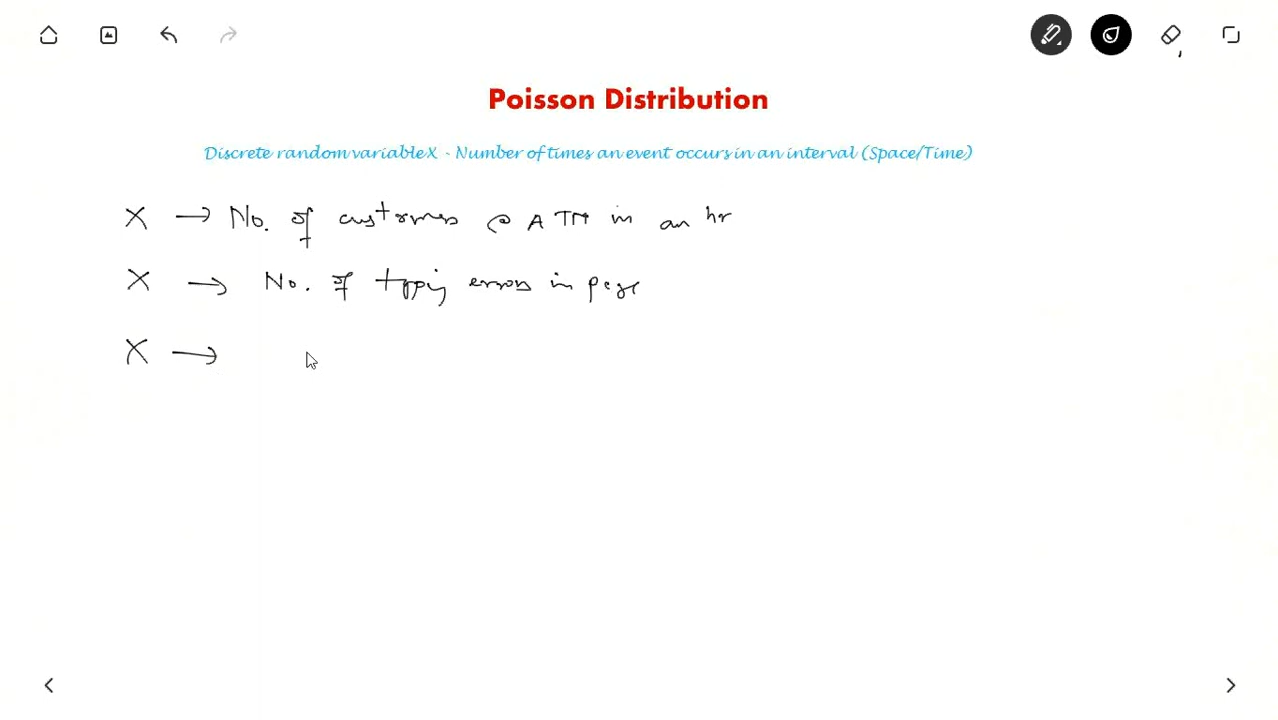 Poisson Distribution
Discrete random variable X - Number of times an event occurs in an interval (Space/Time)
X → No. of customers @ ATM in an hr
X → No. of typing errors in page
X →